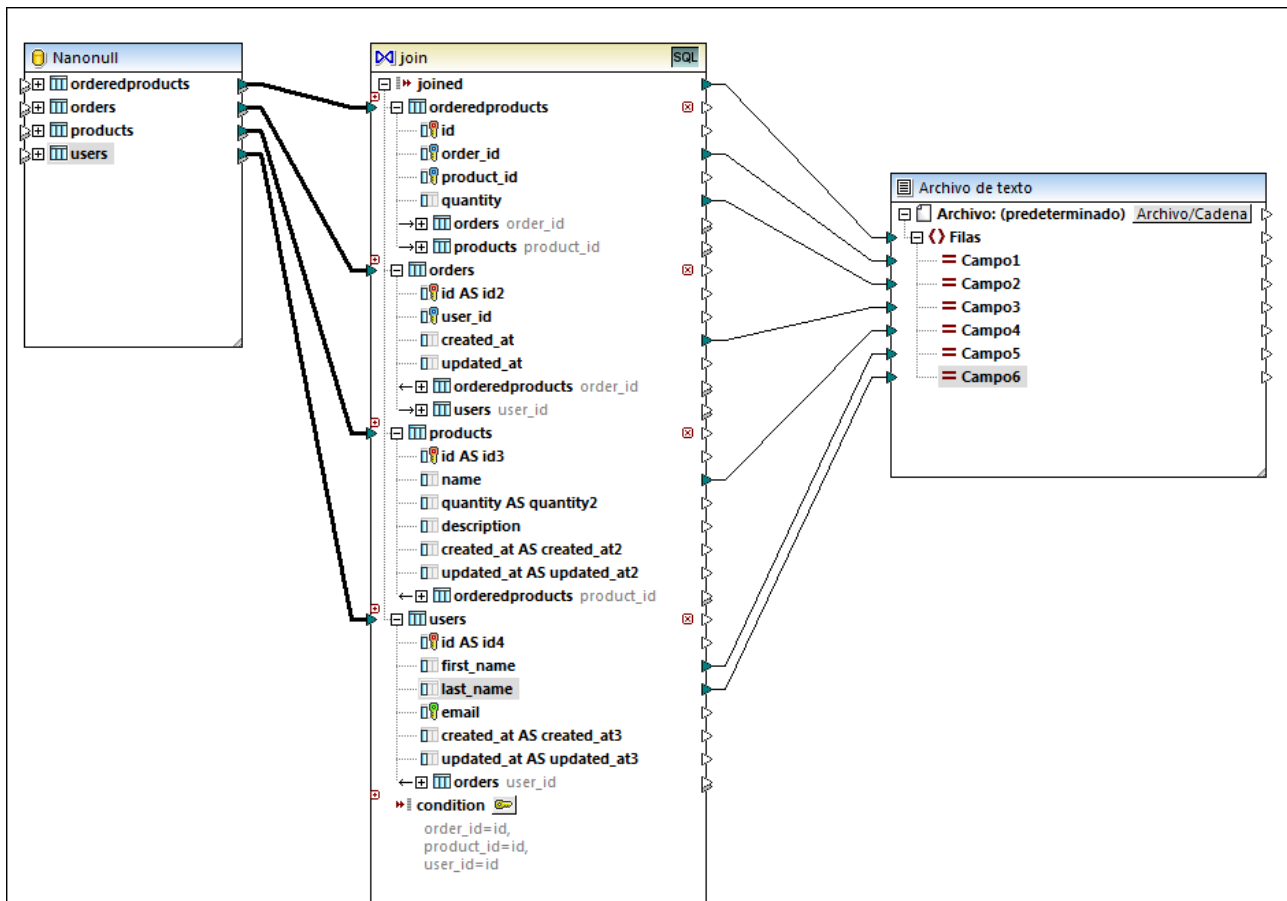 Nanonull
orderedproducts
orders
products
users
join SQL
joined
orderedproducts
id
order_id
product_id
quantity
orders order_id
products product_id
orders
id AS id2
user_id
created_at
updated_at
orderedproducts order_id
users user_id
products
id AS id3
name
quantity AS quantity2
description
created_at AS created_at2
updated_at AS updated_at2
orderedproducts product_id
users
id AS id4
first_name
last_name
email
created_at AS created_at3
updated_at AS updated_at3
orders user_id
condition
order_id=id,
product_id=id,
user_id=id
Archivo de texto
Archivo: (predeterminado) Archivo/Cadena
Filas
Campo1
Campo2
Campo3
Campo4
Campo5
Campo6